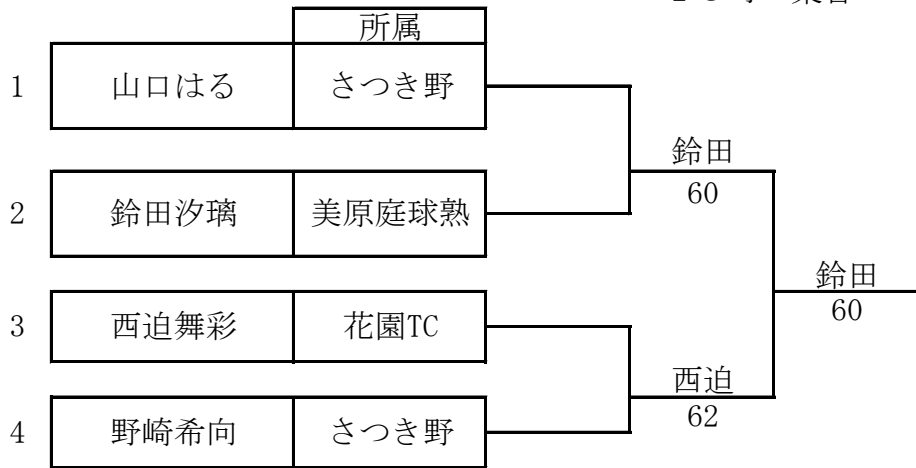 所属
1 山口はる さつき野
鈴田
60
2 鈴田汐璃 美原庭球熟
鈴田
60
3 西迫舞彩 花園TC
西迫
62
4 野崎希向 さつき野